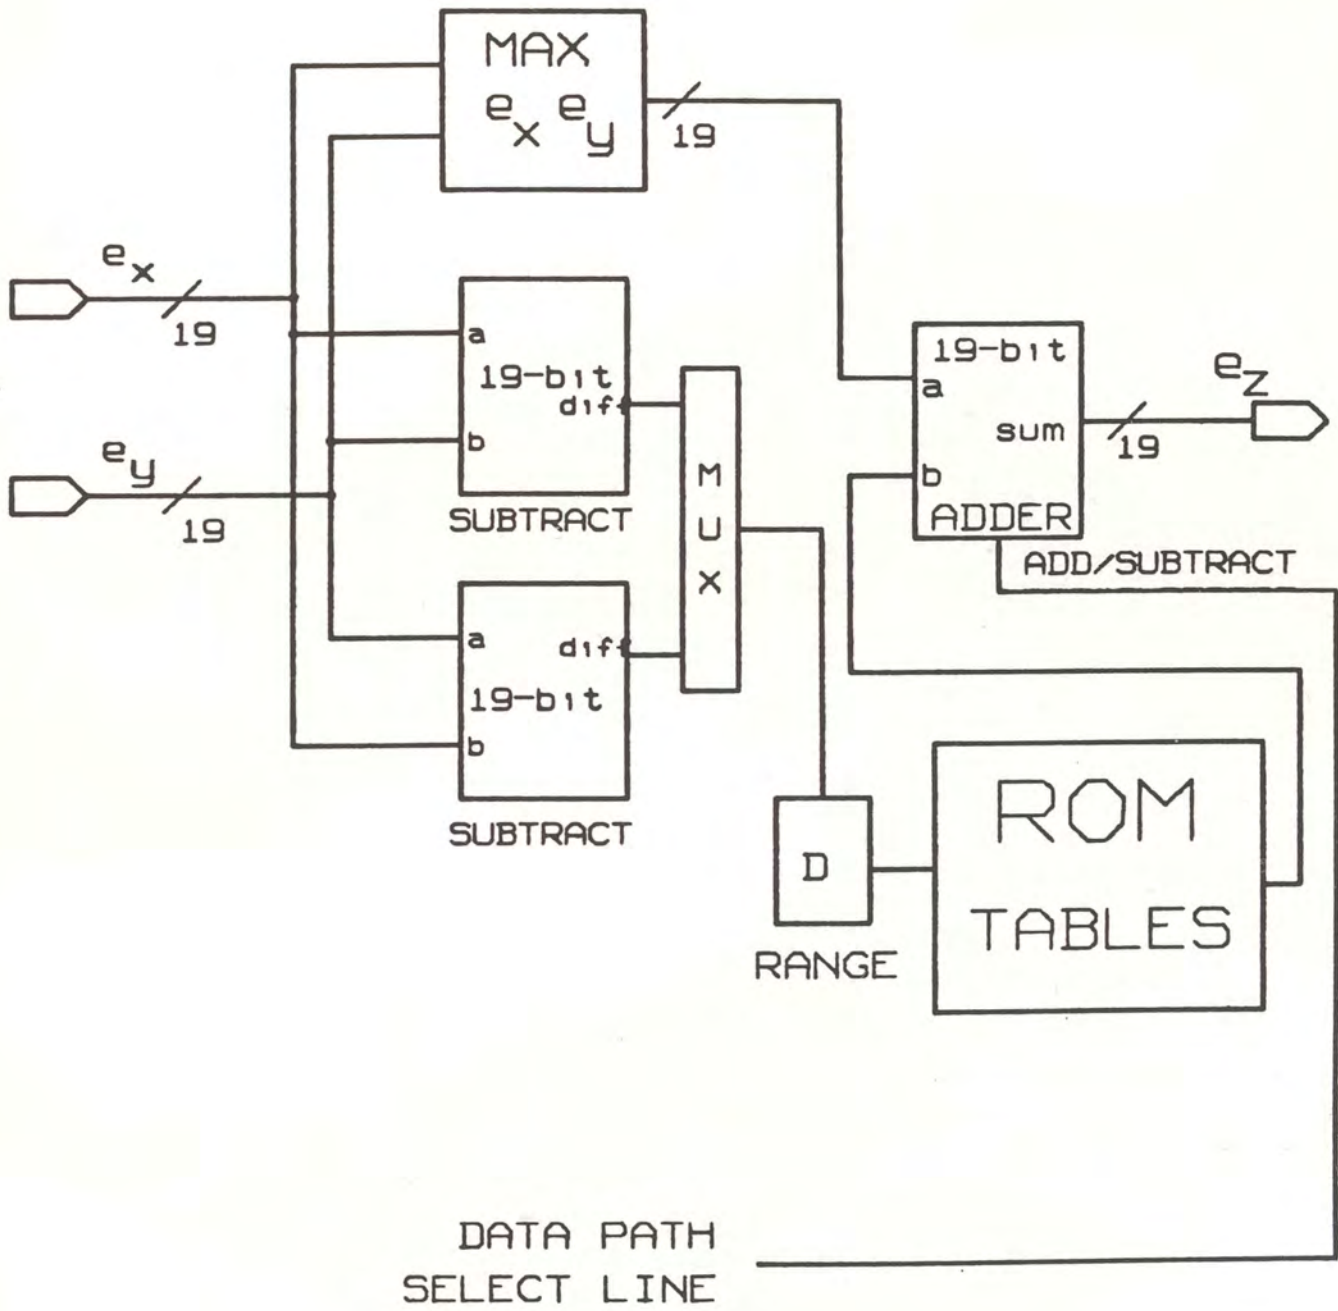 MAX
ex ey
19
ex
19
a
19-bit
diff
b
SUBTRACT
ey
19
MUX
19-bit
a
sum
b
ADDER
ez
19
ADD/SUBTRACT
a
diff
19-bit
b
SUBTRACT
D
RANGE
ROM
TABLES
DATA PATH
SELECT LINE